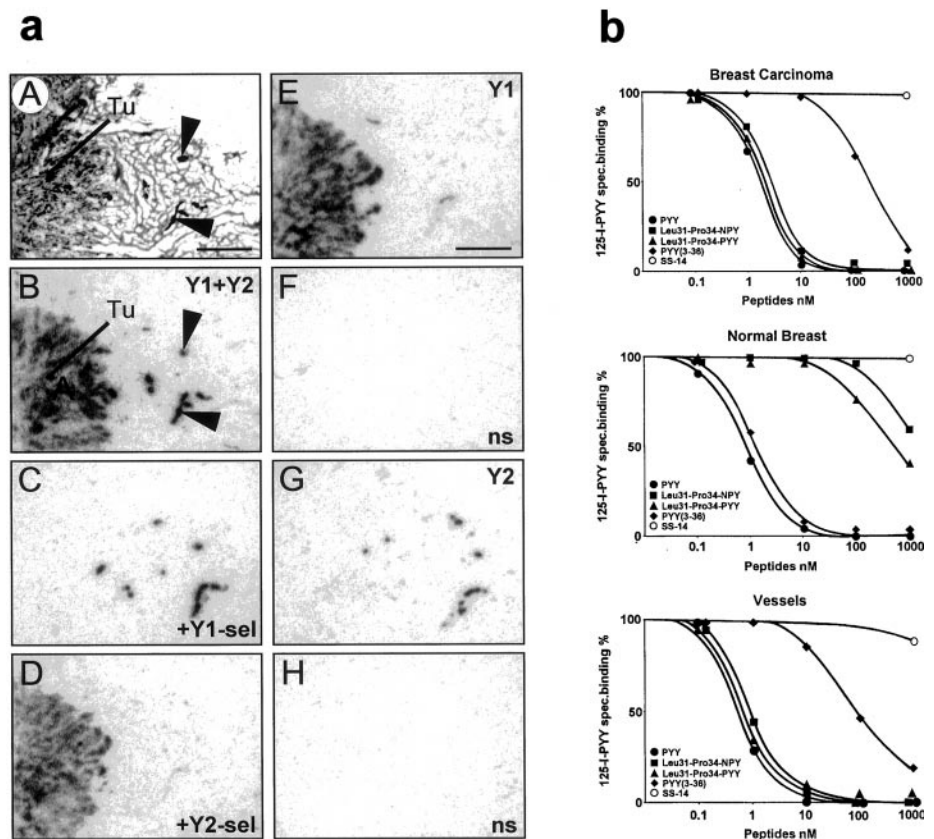 a
A
Tu
E
Y1
B
Y1+Y2
Tu
F
ns
C
+Y1-sel
G
Y2
D
+Y2-sel
H
ns
b
Breast Carcinoma
125-I-PYY spec.binding %
100
50
0
PYY
Leu31-Pro34-NPY
Leu31-Pro34-PYY
PYY(3-36)
SS-14
0.1 1 10 100 1000
Peptides nM
Normal Breast
125-I-PYY spec.binding %
100
50
0
PYY
Leu31-Pro34-NPY
Leu31-Pro34-PYY
PYY(3-36)
SS-14
0.1 1 10 100 1000
Peptides nM
Vessels
125-I-PYY spec.binding %
100
50
0
PYY
Leu31-Pro34-NPY
Leu31-Pro34-PYY
PYY(3-36)
SS-14
0.1 1 10 100 1000
Peptides nM